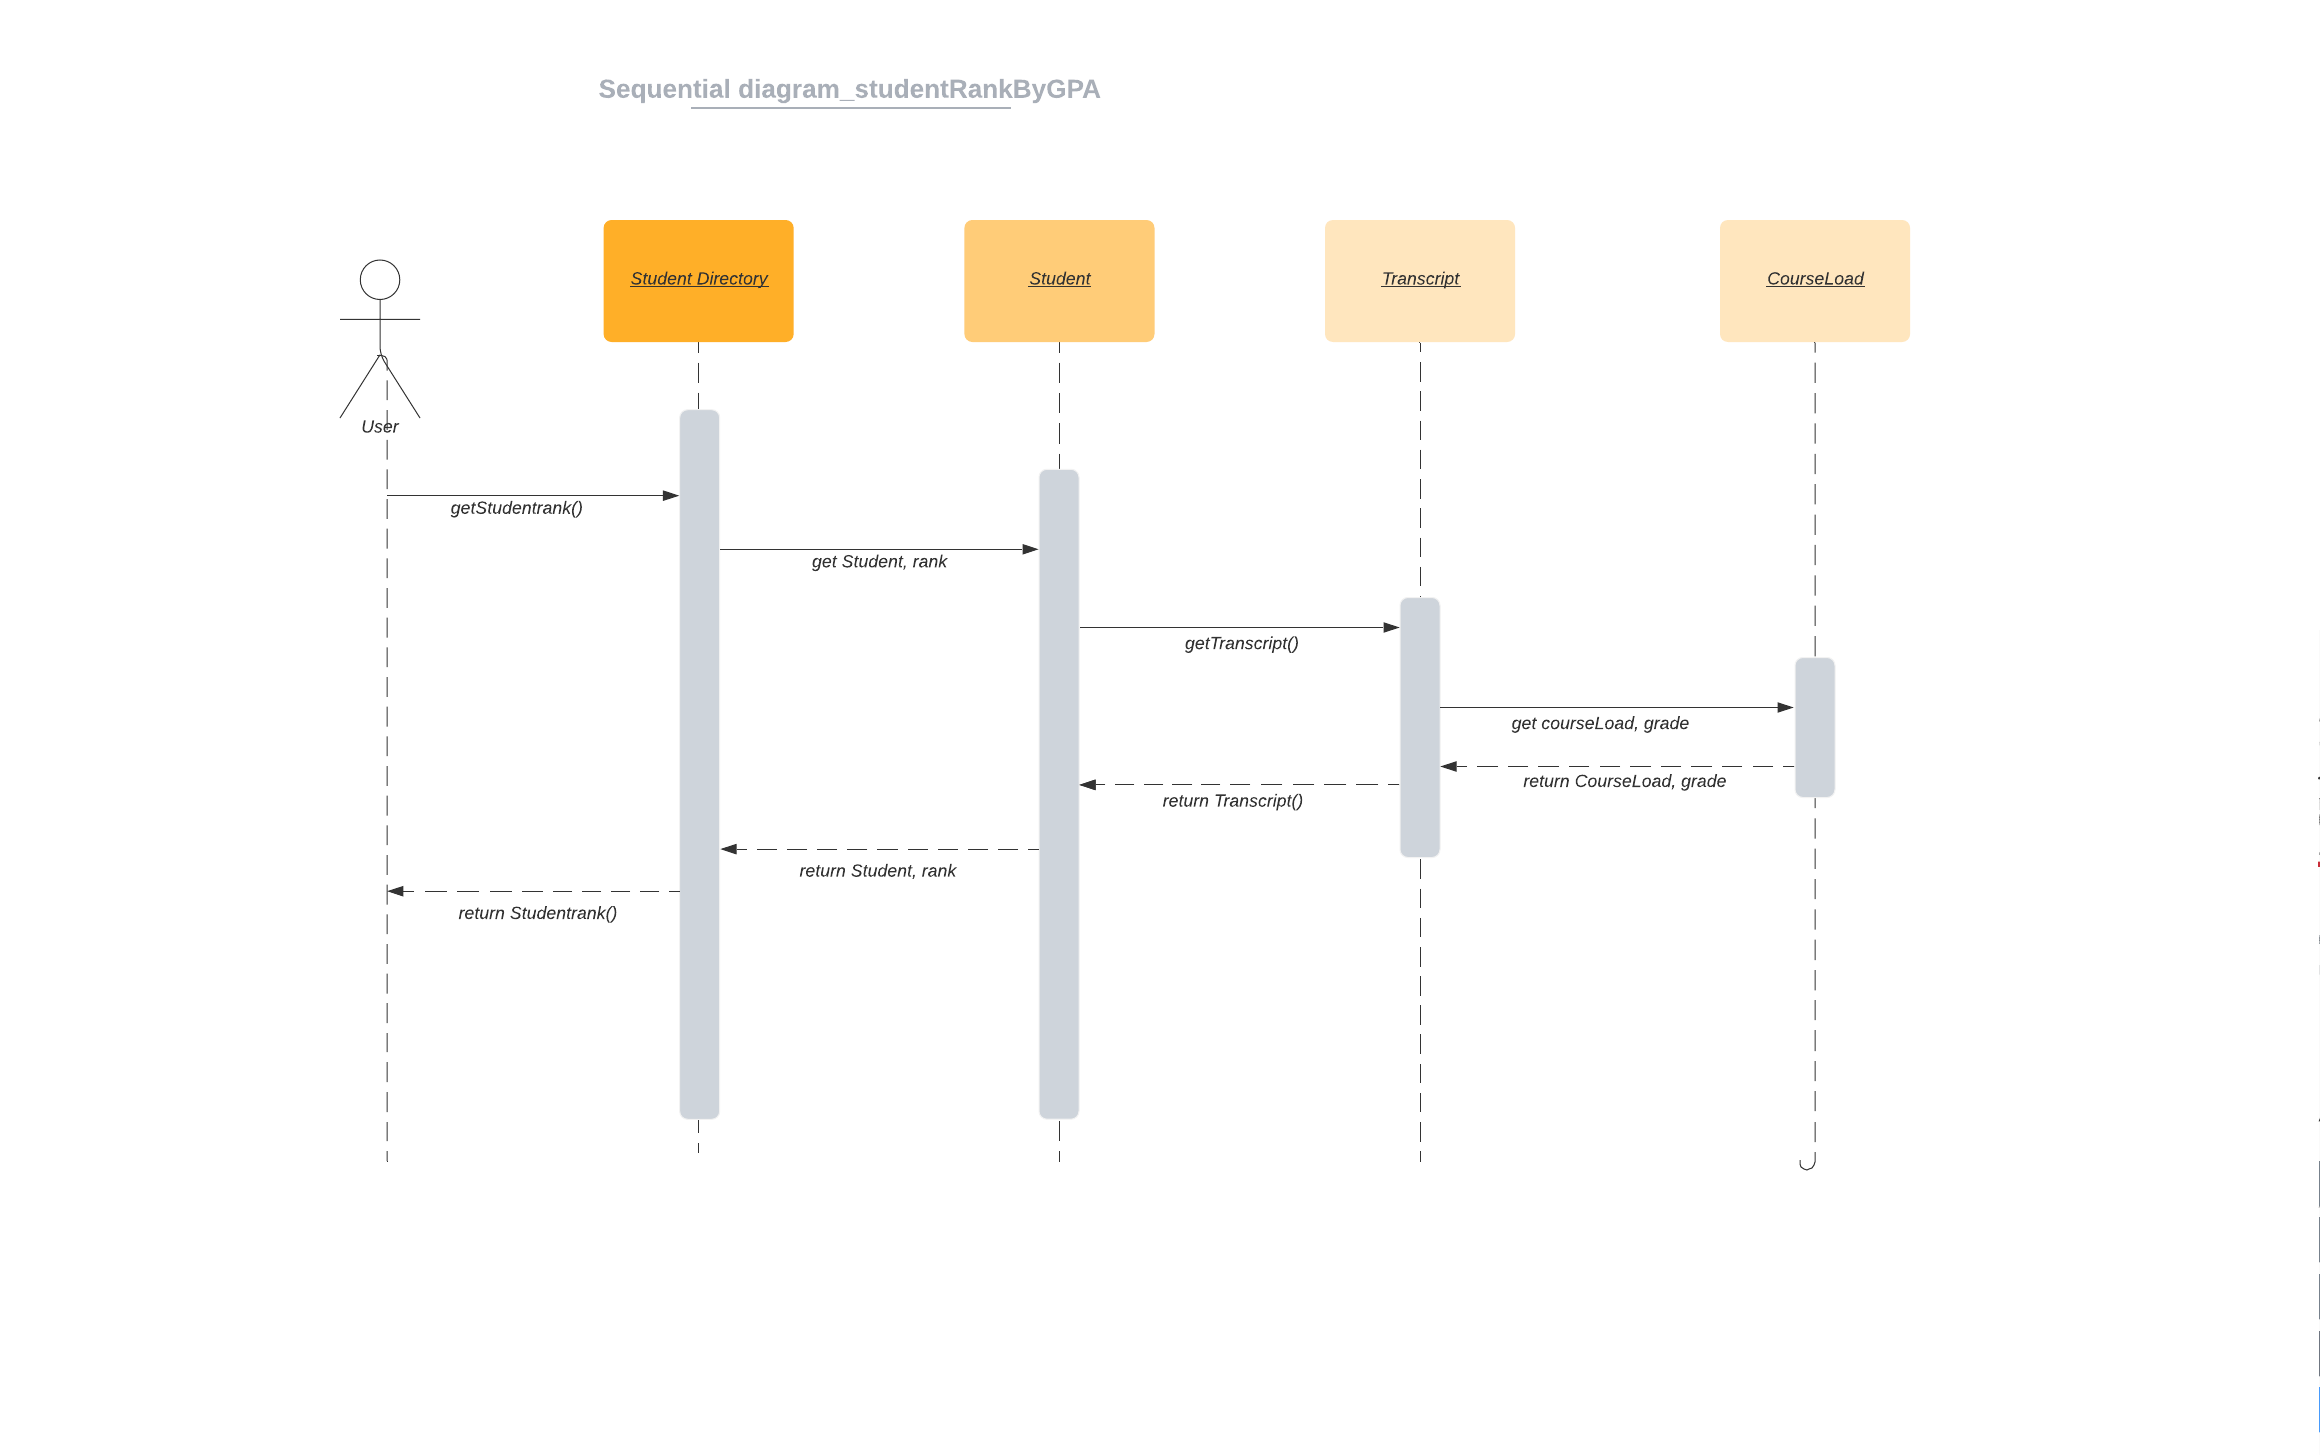 Sequential diagram_studentRankByGPA
Student Directory
Student
Transcript
CourseLoad
User
getStudentrank()
get Student, rank
getTranscript()
get courseLoad, grade
return CourseLoad, grade
return Transcript()
return Student, rank
return Studentrank()